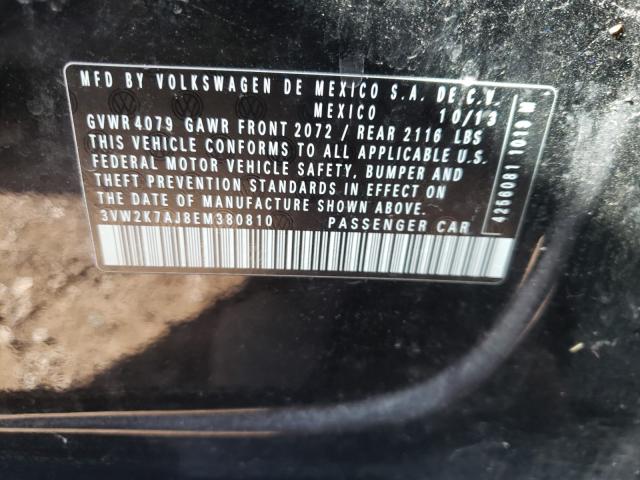 MFD BY VOLKSWAGEN DE MEXICO S.A. DE C.V.
MEXICO 10/13
GVWR 4079 GAWR FRONT 2072 / REAR 2116 LBS
THIS VEHICLE CONFORMS TO ALL APPLICABLE U.S.
FEDERAL MOTOR VEHICLE SAFETY, BUMPER AND
THEFT PREVENTION STANDARDS IN EFFECT ON
THE DATE OF MANUFACTURE SHOWN ABOVE.
3VW2K7AJ8EM380810 PASSENGER CAR
4250081 1019 M